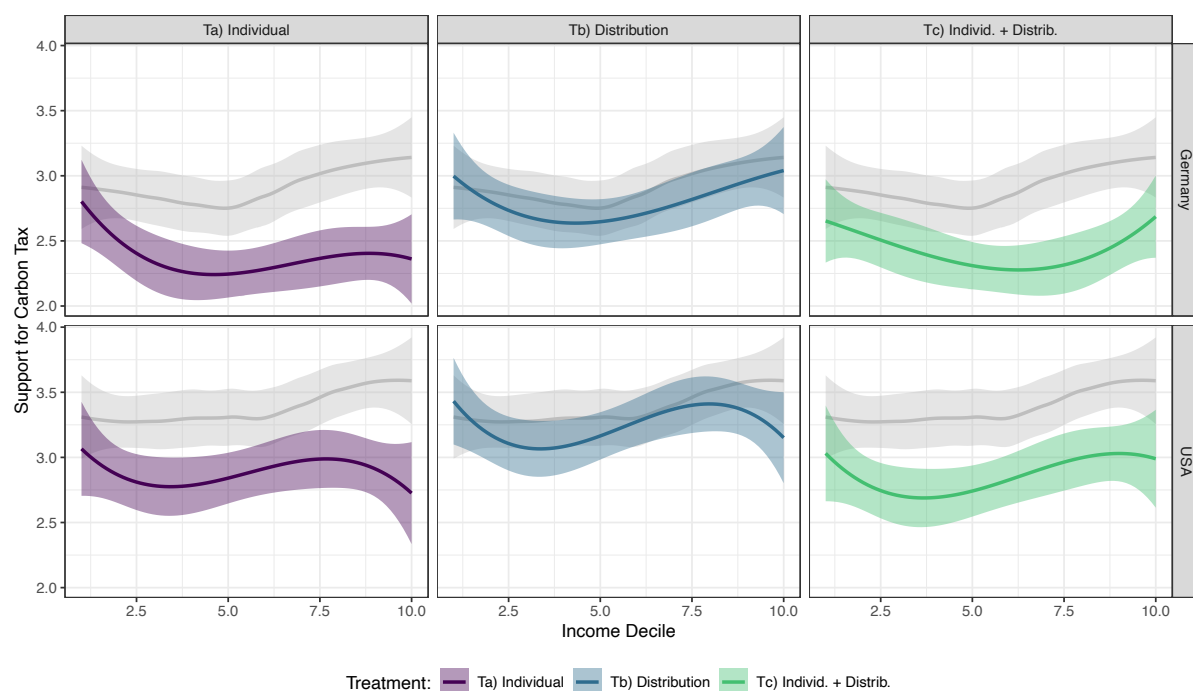 Ta) Individual
Tb) Distribution
Tc) Individ. + Distrib.
4.0
3.5
3.0
2.5
2.0
Germany
4.0
3.5
3.0
2.5
2.0
USA
Support for Carbon Tax
2.5 5.0 7.5 10.0
2.5 5.0 7.5 10.0
2.5 5.0 7.5 10.0
Income Decile
Treatment: Ta) Individual Tb) Distribution Tc) Individ. + Distrib.